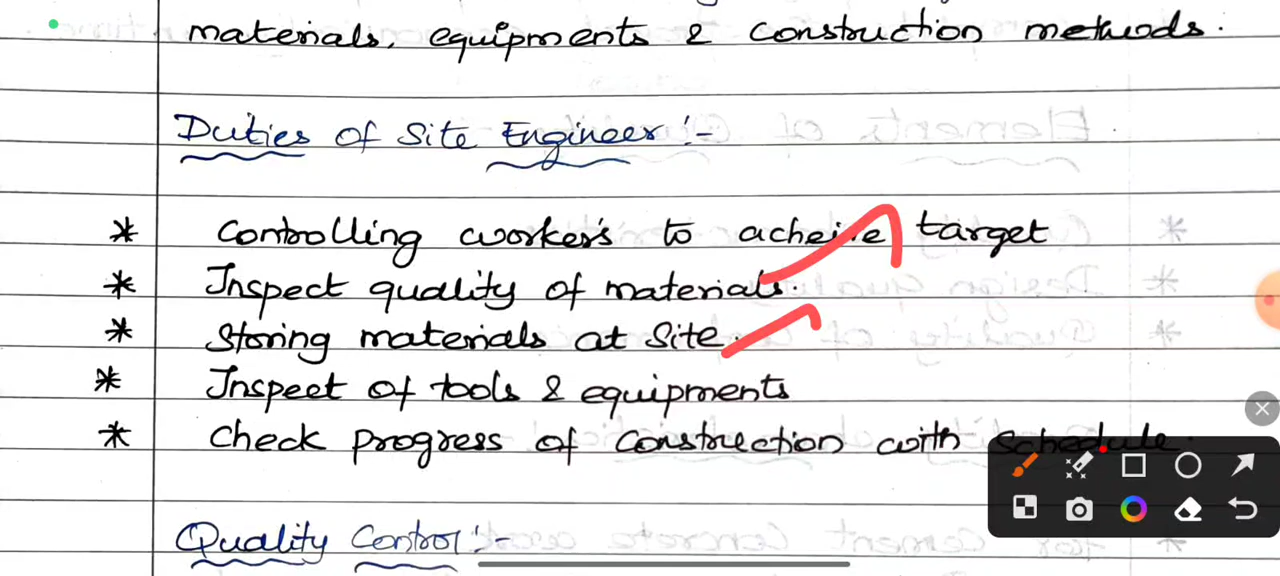 materials, equipments & construction methods.
Duties of Site Engineer :-
* Controlling worker's to acheive target
* Inspect quality of materials.
* Storing materials at Site.
* Inspect of tools & equipments
* Check progress of construction with schedule.
Quality Control :-